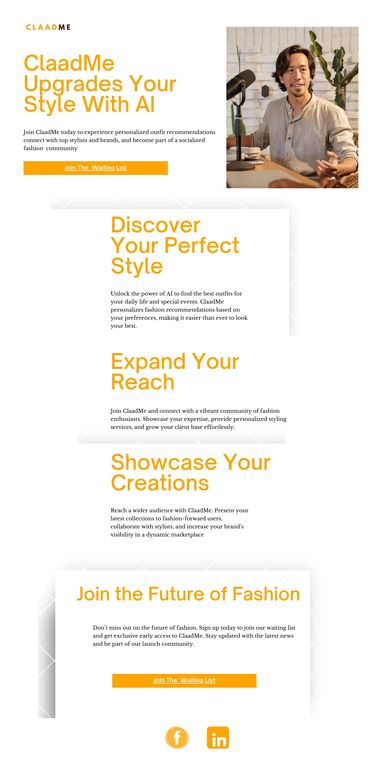 CLAADME
ClaadMe
Upgrades Your
Style With AI
Join ClaadMe today to experience personalized outfit recommendations
connect with top stylists and brands, and become part of a socialized
fashion community
Join The Waiting List
Discover
Your Perfect
Style
Unlock the power of AI to find the best outfits for
your daily life and special events. ClaadMe
personalizes fashion recommendations based on
your preferences, making it easier than ever to look
your best.
Expand Your
Reach
Join ClaadMe and connect with a vibrant community of fashion
enthusiasts. Showcase your expertise, provide personalized styling
services, and grow your client base effortlessly.
Showcase Your
Creations
Reach a wider audience with ClaadMe. Present your
latest collections to fashion-forward users,
collaborate with stylists, and increase your brand's
visibility in a dynamic marketplace
Join the Future of Fashion
Don't miss out on the future of fashion. Sign up today to join our waiting list
and get exclusive early access to ClaadMe. Stay updated with the latest news
and be part of our launch community.
Join The Waiting List
f in